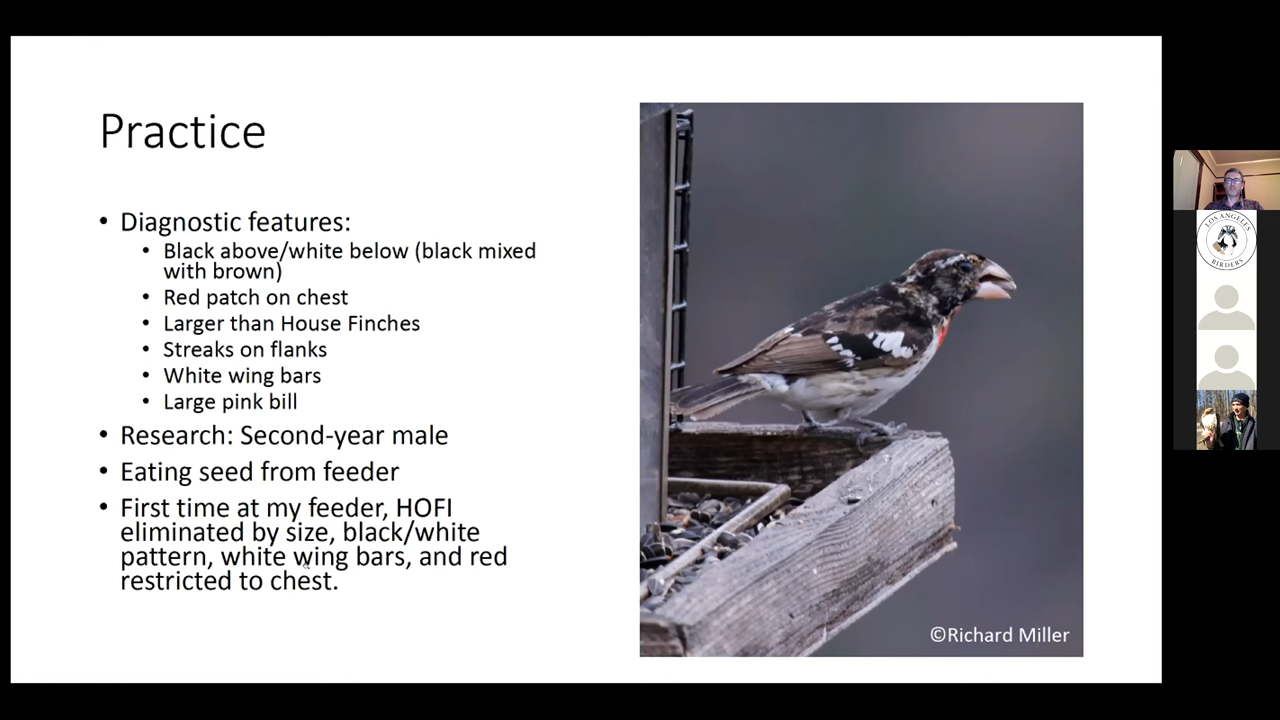 Practice
• Diagnostic features:
• Black above/white below (black mixed
with brown)
• Red patch on chest
• Larger than House Finches
• Streaks on flanks
• White wing bars
• Large pink bill
• Research: Second-year male
• Eating seed from feeder
• First time at my feeder, HOFI
eliminated by size, black/white
pattern, white wing bars, and red
restricted to chest.
©Richard Miller
LOS ANGELES
BIRDERS